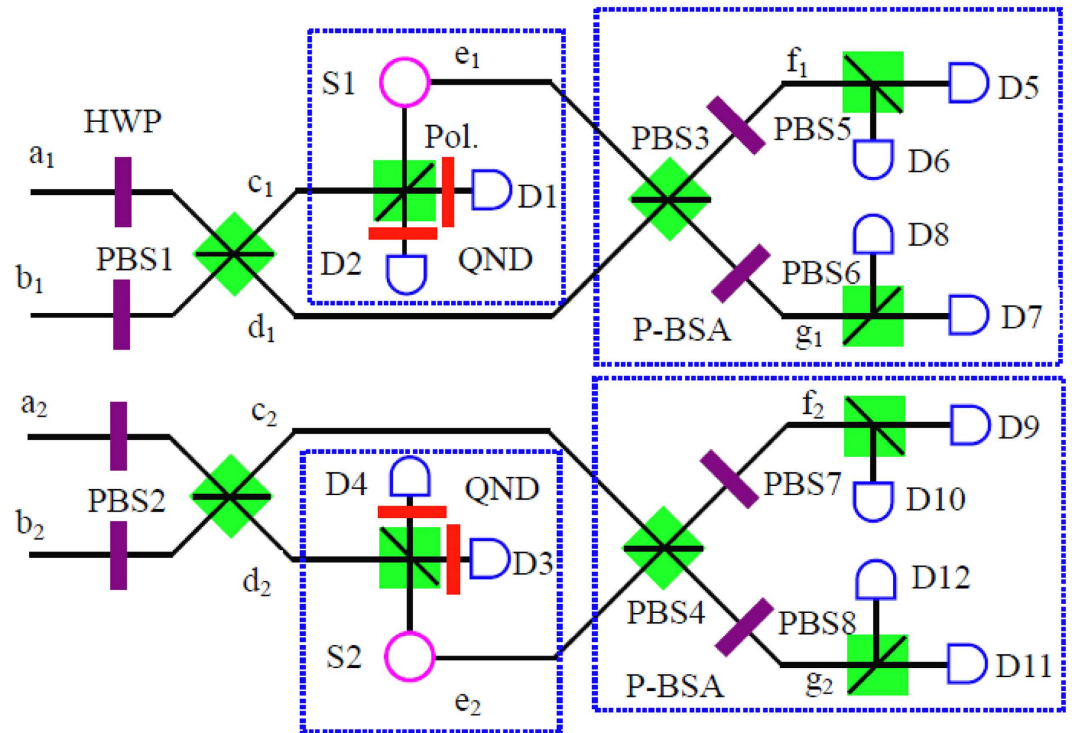 e₁
f₁
S1
D5
HWP
Pol.
PBS3
PBS5
a₁
c₁
D6
D1
D8
PBS1
D2
QND
PBS6
b₁
d₁
P-BSA
g₁
D7
a₂
c₂
f₂
D9
D4
QND
PBS7
PBS2
D10
b₂
D3
D12
d₂
PBS4
PBS8
S2
P-BSA
g₂
D11
e₂